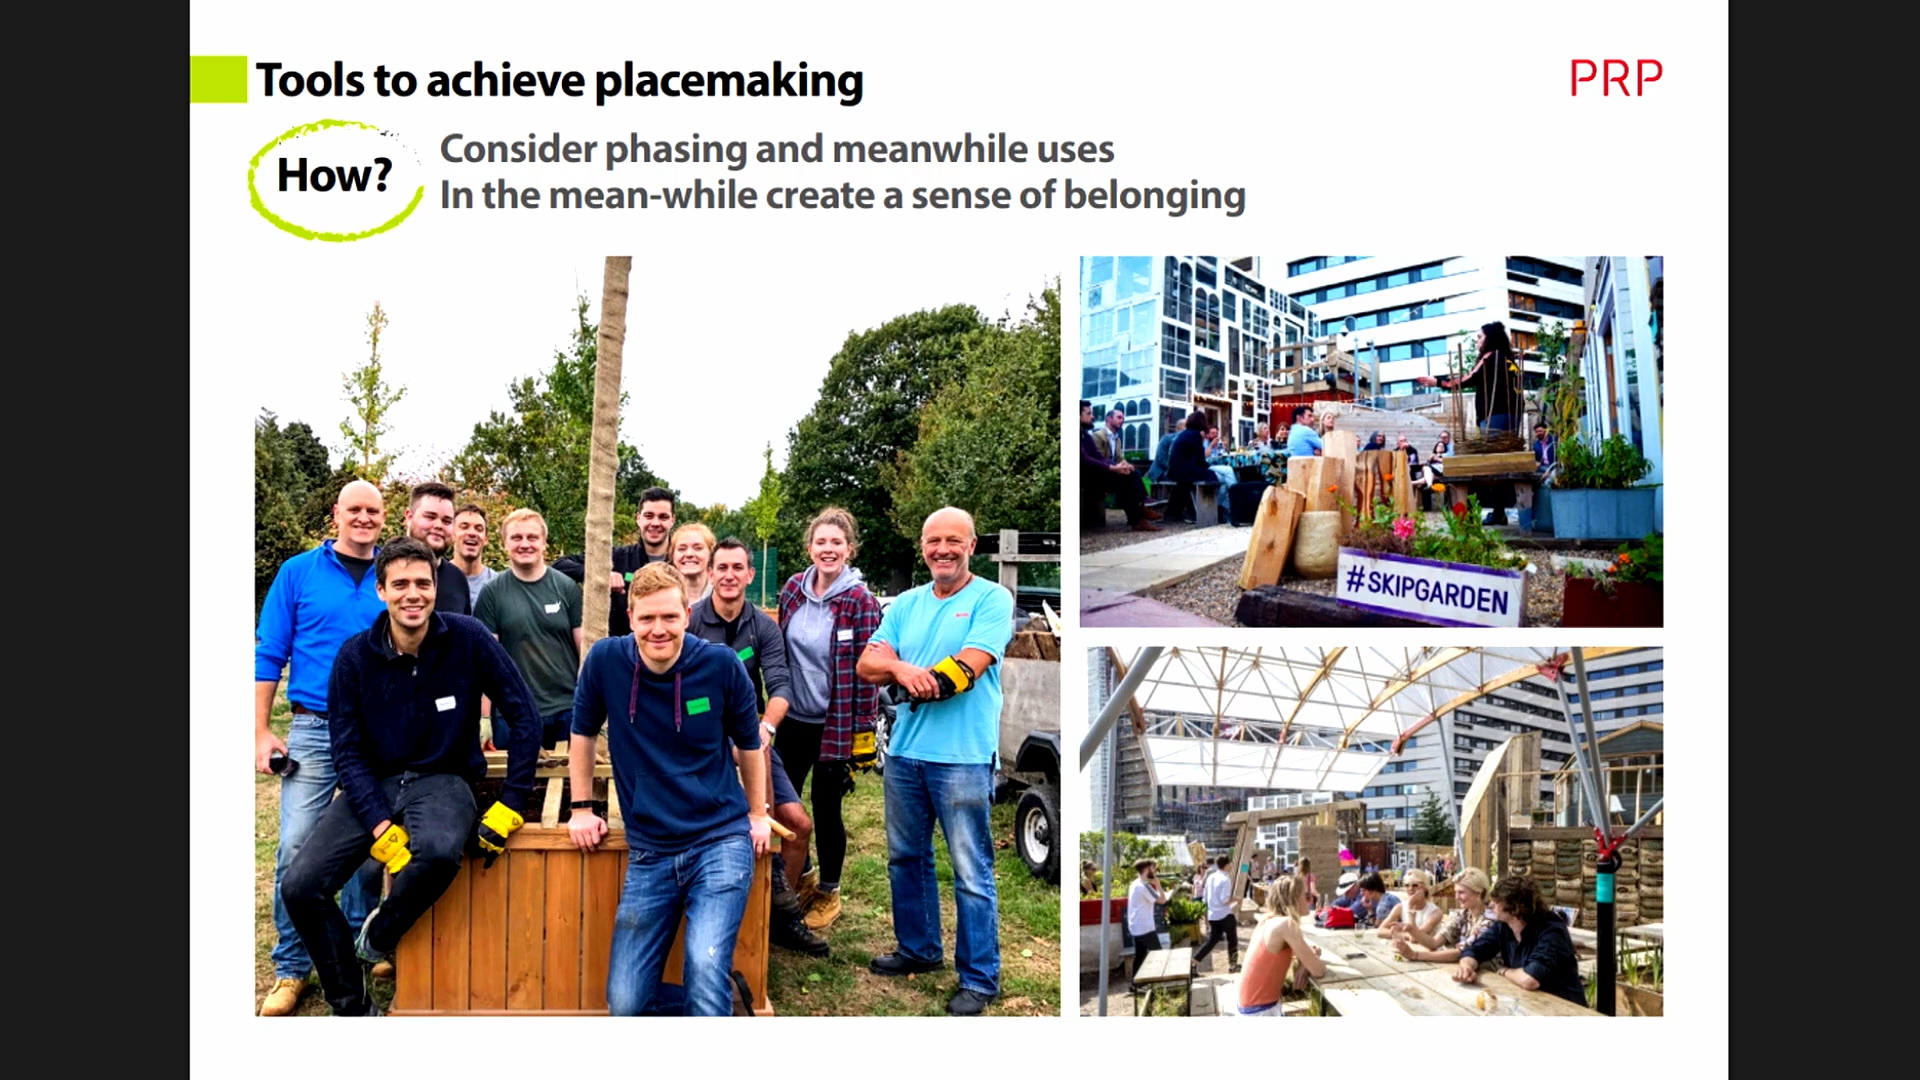 Tools to achieve placemaking
PRP
How?
Consider phasing and meanwhile uses
In the mean-while create a sense of belonging
#SKIPGARDEN